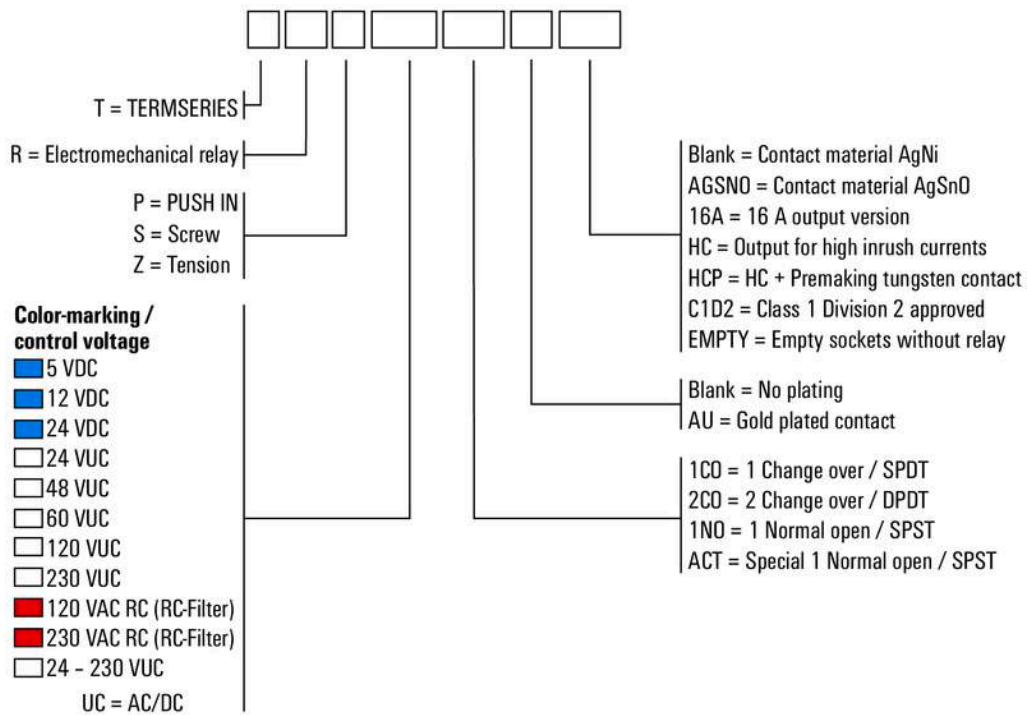 T = TERMSERIES
R = Electromechanical relay
P = PUSH IN
S = Screw
Z = Tension
Color-marking /
control voltage
5 VDC
12 VDC
24 VDC
24 VUC
48 VUC
60 VUC
120 VUC
230 VUC
120 VAC RC (RC-Filter)
230 VAC RC (RC-Filter)
24 – 230 VUC
UC = AC/DC
Blank = Contact material AgNi
AGSNO = Contact material AgSnO
16A = 16 A output version
HC = Output for high inrush currents
HCP = HC + Premaking tungsten contact
C1D2 = Class 1 Division 2 approved
EMPTY = Empty sockets without relay
Blank = No plating
AU = Gold plated contact
1CO = 1 Change over / SPDT
2CO = 2 Change over / DPDT
1NO = 1 Normal open / SPST
ACT = Special 1 Normal open / SPST